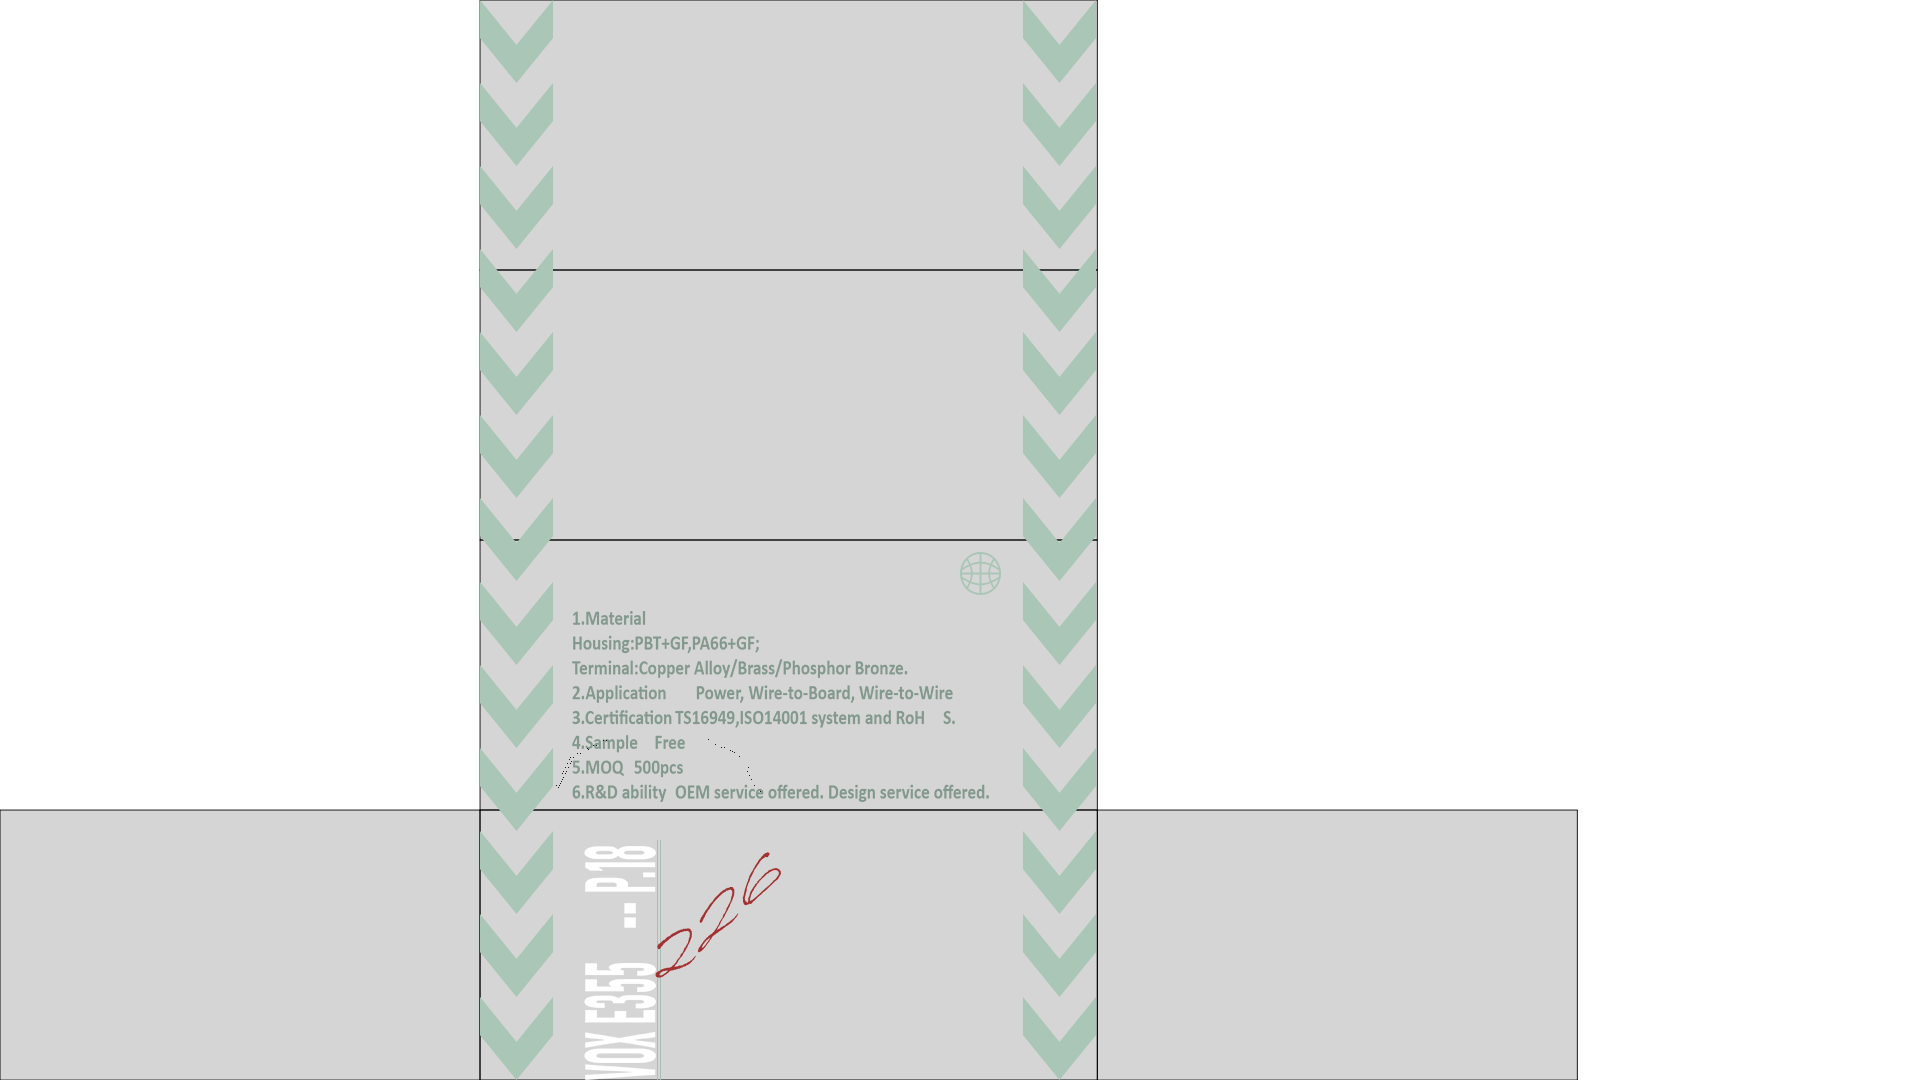 1.Material
Housing:PBT+GF,PA66+GF;
Terminal:Copper Alloy/Brass/Phosphor Bronze.
2.Application Power, Wire-to-Board, Wire-to-Wire
3.Certification TS16949,ISO14001 system and RoH S.
4.Sample Free
5.MOQ 500pcs
6.R&D ability OEM service offered. Design service offered.
VOX E355 .. P.18
226